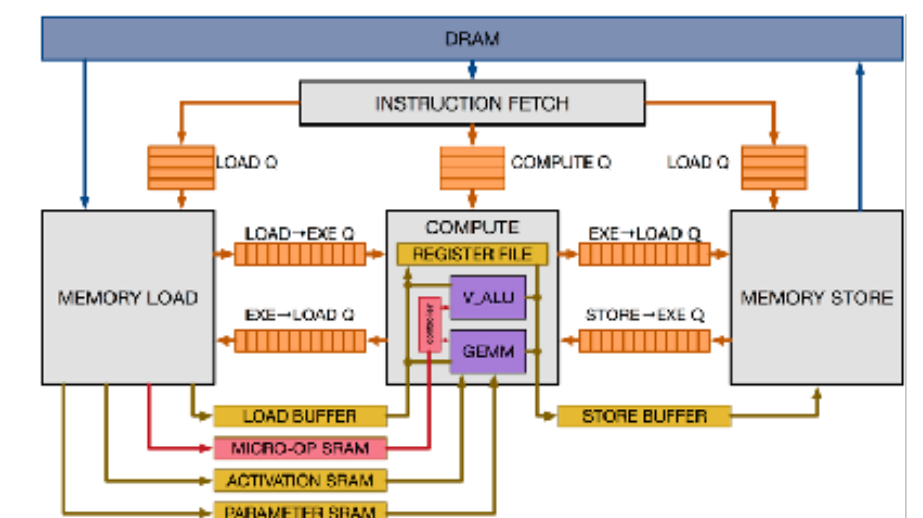 DRAM
INSTRUCTION FETCH
LOAD Q
COMPUTE Q
LOAD Q
COMPUTE
LOAD→EXE Q
EXE→LOAD Q
REGISTER FILE
MEMORY LOAD
V_ALU
MEMORY STORE
EXE→LOAD Q
controller
STORE→EXE Q
GEMM
LOAD BUFFER
STORE BUFFER
MICRO-OP SRAM
ACTIVATION SRAM
PARAMETER SRAM